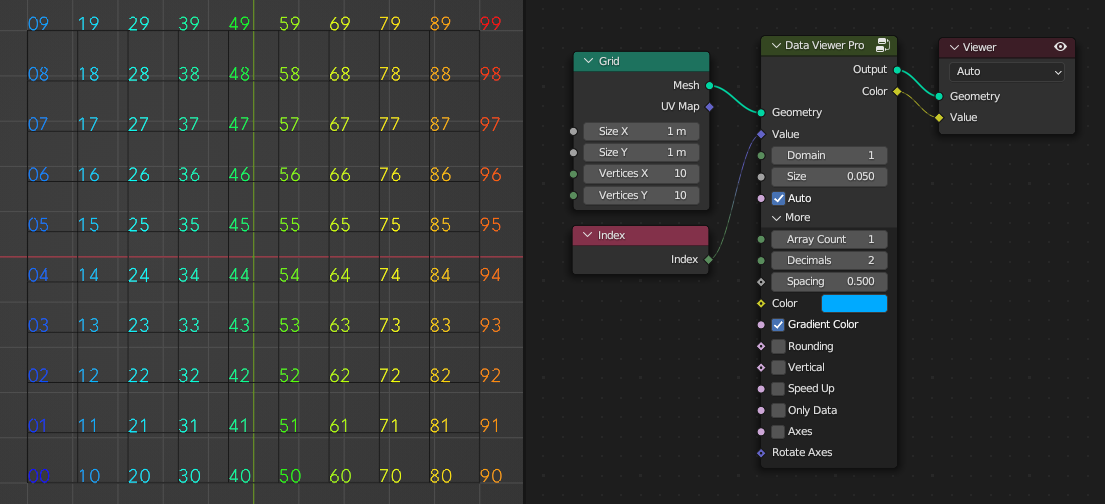 09 19 29 39 49 59 69 79 89 99
08 18 28 38 48 58 68 78 88 98
07 17 27 37 47 57 67 77 87 97
06 16 26 36 46 56 66 76 86 96
05 15 25 35 45 55 65 75 85 95
04 14 24 34 44 54 64 74 84 94
03 13 23 33 43 53 63 73 83 93
02 12 22 32 42 52 62 72 82 92
01 11 21 31 41 51 61 71 81 91
00 10 20 30 40 50 60 70 80 90
Grid
Mesh
UV Map
Size X 1 m
Size Y 1 m
Vertices X 10
Vertices Y 10
Index
Index
Data Viewer Pro
Output
Color
Geometry
Value
Domain 1
Size 0.050
Auto
More
Array Count 1
Decimals 2
Spacing 0.500
Color
Gradient Color
Rounding
Vertical
Speed Up
Only Data
Axes
Rotate Axes
Viewer
Auto
Geometry
Value